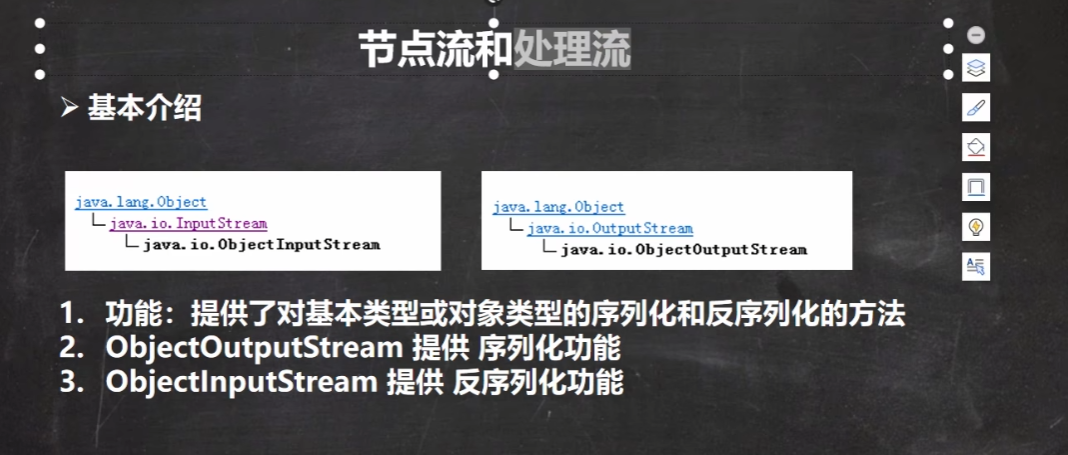 节点流和处理流
➢ 基本介绍
java.lang.Object
java.io.InputStream
java.io.ObjectInputStream
java.lang.Object
java.io.OutputStream
java.io.ObjectOutputStream
1. 功能：提供了对基本类型或对象类型的序列化和反序列化的方法
2. ObjectOutputStream 提供 序列化功能
3. ObjectInputStream 提供 反序列化功能